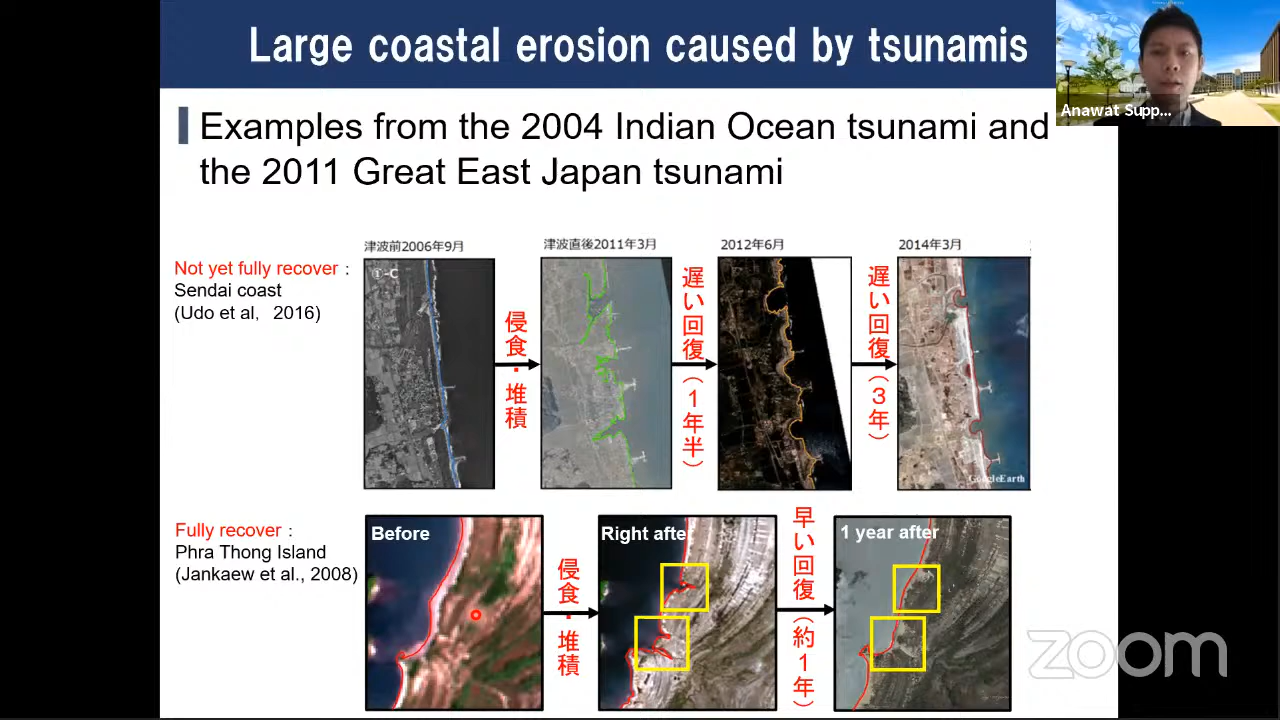 Large coastal erosion caused by tsunamis
Anawat Supp...
Examples from the 2004 Indian Ocean tsunami and
the 2011 Great East Japan tsunami
津波前2006年9月
津波直後2011年3月
2012年6月
2014年3月
Not yet fully recover：
Sendai coast
(Udo et al, 2016)
①-C
侵食・堆積
遅い回復(1年半)
遅い回復(3年)
GoogleEarth
Fully recover：
Phra Thong Island
(Jankaew et al., 2008)
Before
侵食・堆積
Right after
早い回復(約1年)
1 year after
zoom